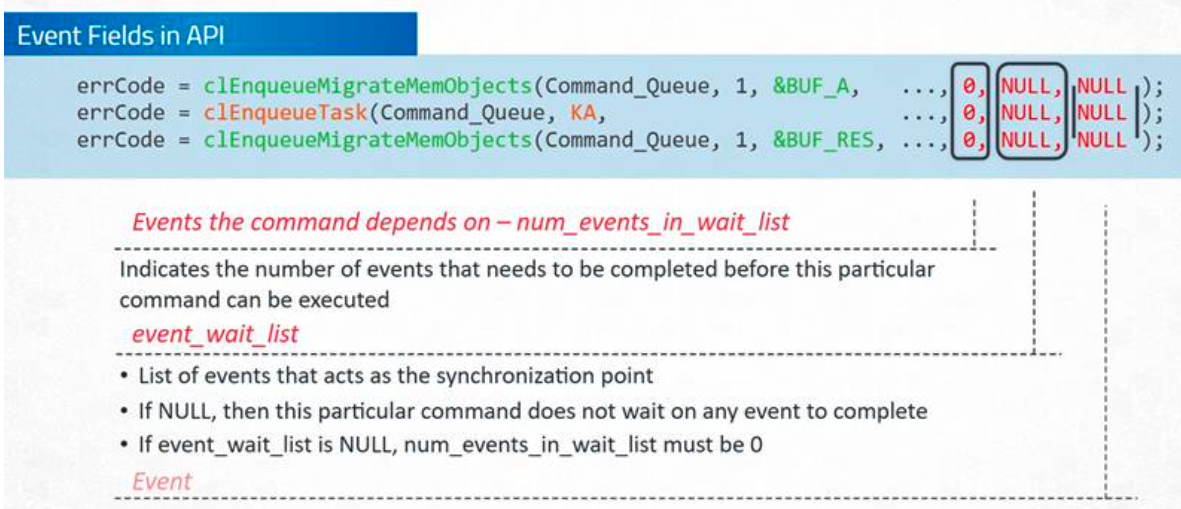 Event Fields in API
errCode = clEnqueueMigrateMemObjects(Command_Queue, 1, &BUF_A, ..., 0, NULL, NULL );
errCode = clEnqueueTask(Command_Queue, KA, ..., 0, NULL, NULL );
errCode = clEnqueueMigrateMemObjects(Command_Queue, 1, &BUF_RES, ..., 0, NULL, NULL );
Events the command depends on – num_events_in_wait_list
Indicates the number of events that needs to be completed before this particular
command can be executed
event_wait_list
• List of events that acts as the synchronization point
• If NULL, then this particular command does not wait on any event to complete
• If event_wait_list is NULL, num_events_in_wait_list must be 0
Event